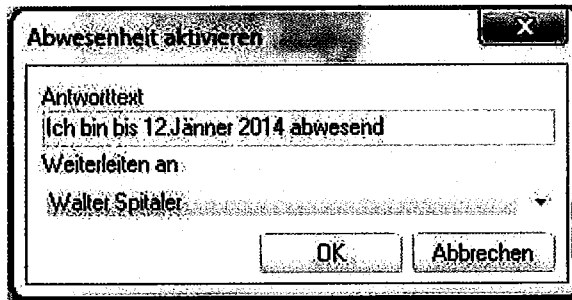 Abwesenheit aktivieren
Antworttext
Ich bin bis 12.Jänner 2014 abwesend
Weiterleiten an
Walter Spitaler
OK
Abbrechen